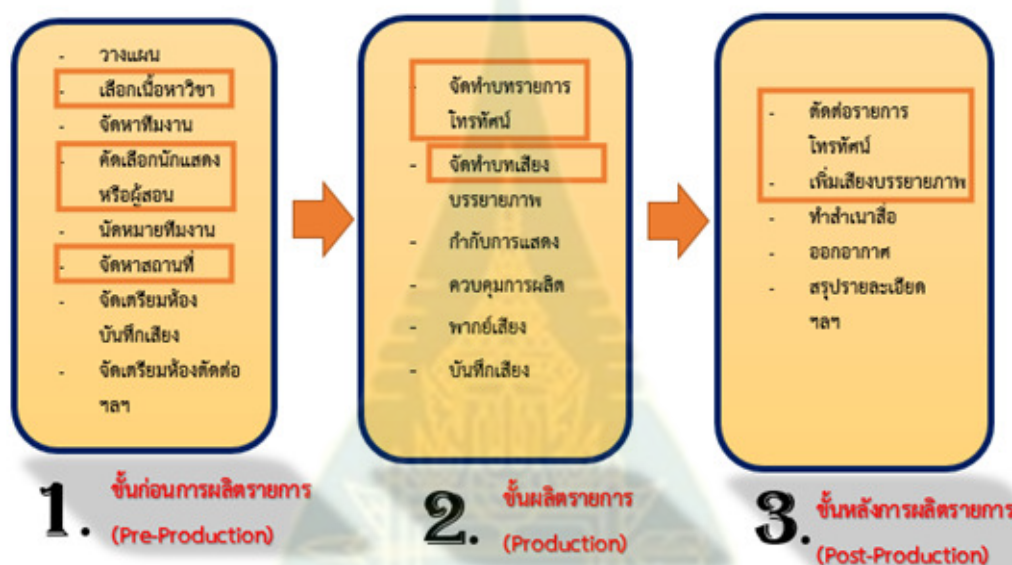 - วางแผน
- เลือกเนื้อหาวิชา
- จัดหาทีมงาน
- คัดเลือกนักแสดง
หรือผู้สอน
- นัดหมายทีมงาน
- จัดหาสถานที่
- จัดเตรียมห้อง
บันทึกเสียง
- จัดเตรียมห้องตัดต่อ
ฯลฯ
1. ขั้นก่อนการผลิตรายการ
(Pre-Production)
- จัดทำบทรายการ
โทรทัศน์
- จัดทำบทเสียง
บรรยายภาพ
- กำกับการแสดง
- ควบคุมการผลิต
- พากย์เสียง
- บันทึกเสียง
2. ขั้นผลิตรายการ
(Production)
- ตัดต่อรายการ
โทรทัศน์
- เพิ่มเสียงบรรยายภาพ
- ทำสำเนาสื่อ
- ออกอากาศ
- สรุปรายละเอียด
ฯลฯ
3. ขั้นหลังการผลิตรายการ
(Post-Production)